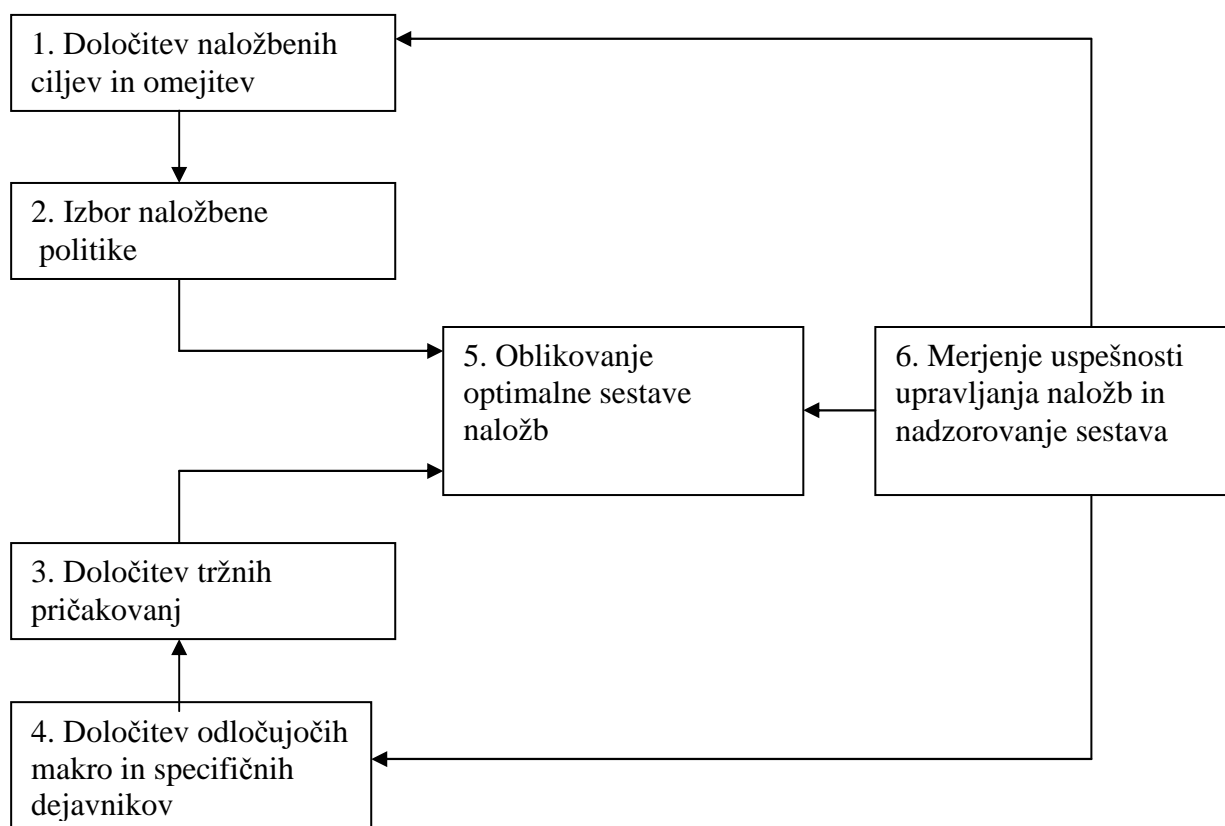 1. Določitev naložbenih
ciljev in omejitev
2. Izbor naložbene
politike
5. Oblikovanje
optimalne sestave
naložb
6. Merjenje uspešnosti
upravljanja naložb in
nadzorovanje sestava
3. Določitev tržnih
pričakovanj
4. Določitev odločujočih
makro in specifičnih
dejavnikov